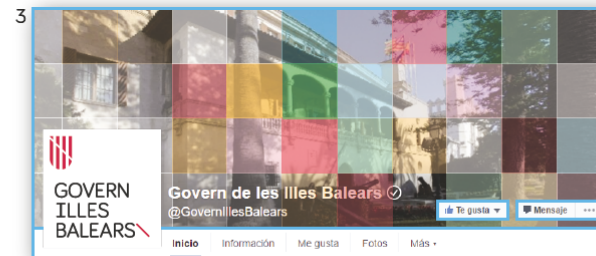 3
GOVERN
ILLES
BALEARS
Govern de les Illes Balears
@GovernIllesBalears
Te gusta
Mensaje
Inicio Información Me gusta Fotos Más